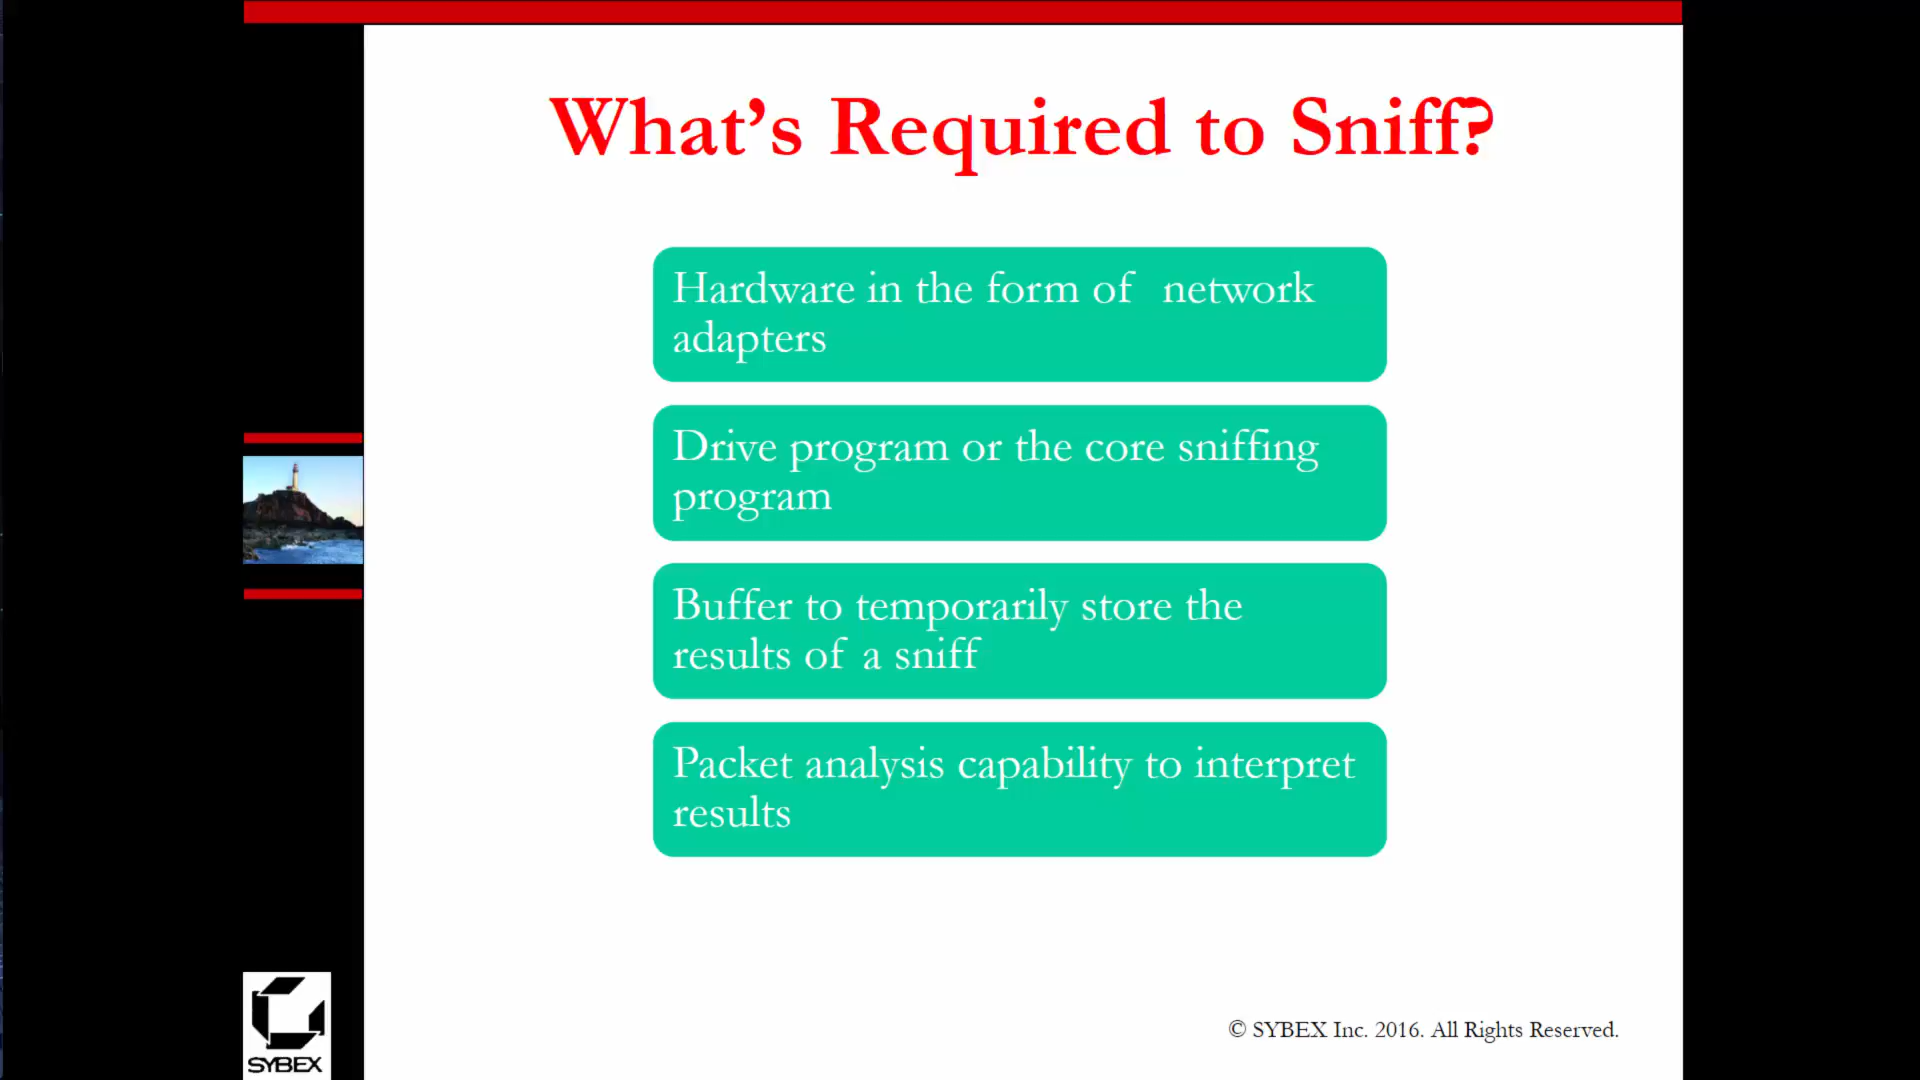 What’s Required to Sniff?
Hardware in the form of network
adapters
Drive program or the core sniffing
program
Buffer to temporarily store the
results of a sniff
Packet analysis capability to interpret
results
SYBEX
© SYBEX Inc. 2016. All Rights Reserved.